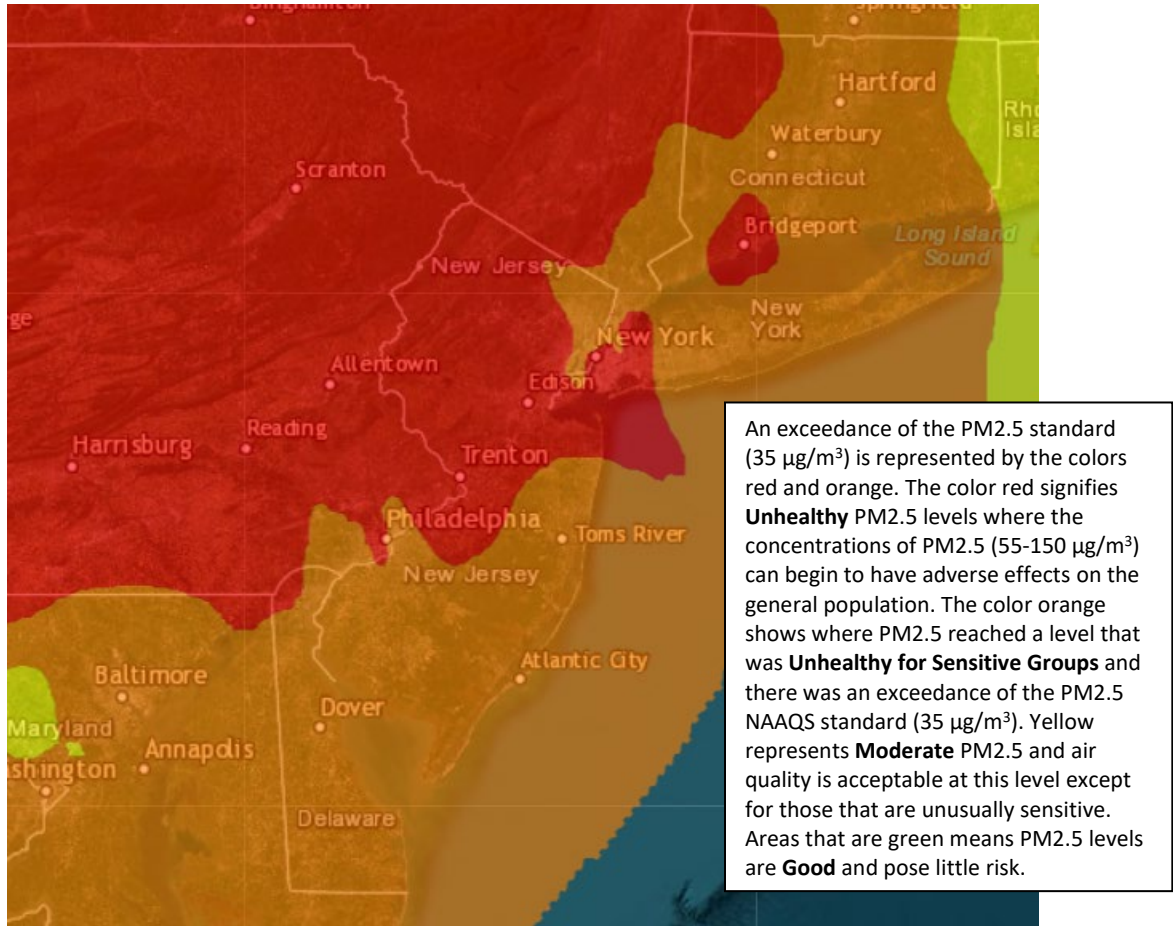 Hartford
Waterbury
Connecticut
Scranton
Bridgeport
Long Island
Sound
New Jersey
New
York
New York
Allentown
Edison
Reading
Harrisburg
Trenton
Philadelphia
Toms River
New Jersey
Atlantic City
Baltimore
Dover
Maryland
Annapolis
Delaware
An exceedance of the PM2.5 standard
(35 µg/m³) is represented by the colors
red and orange. The color red signifies
Unhealthy PM2.5 levels where the
concentrations of PM2.5 (55-150 µg/m³)
can begin to have adverse effects on the
general population. The color orange
shows where PM2.5 reached a level that
was Unhealthy for Sensitive Groups and
there was an exceedance of the PM2.5
NAAQS standard (35 µg/m³). Yellow
represents Moderate PM2.5 and air
quality is acceptable at this level except
for those that are unusually sensitive.
Areas that are green means PM2.5 levels
are Good and pose little risk.